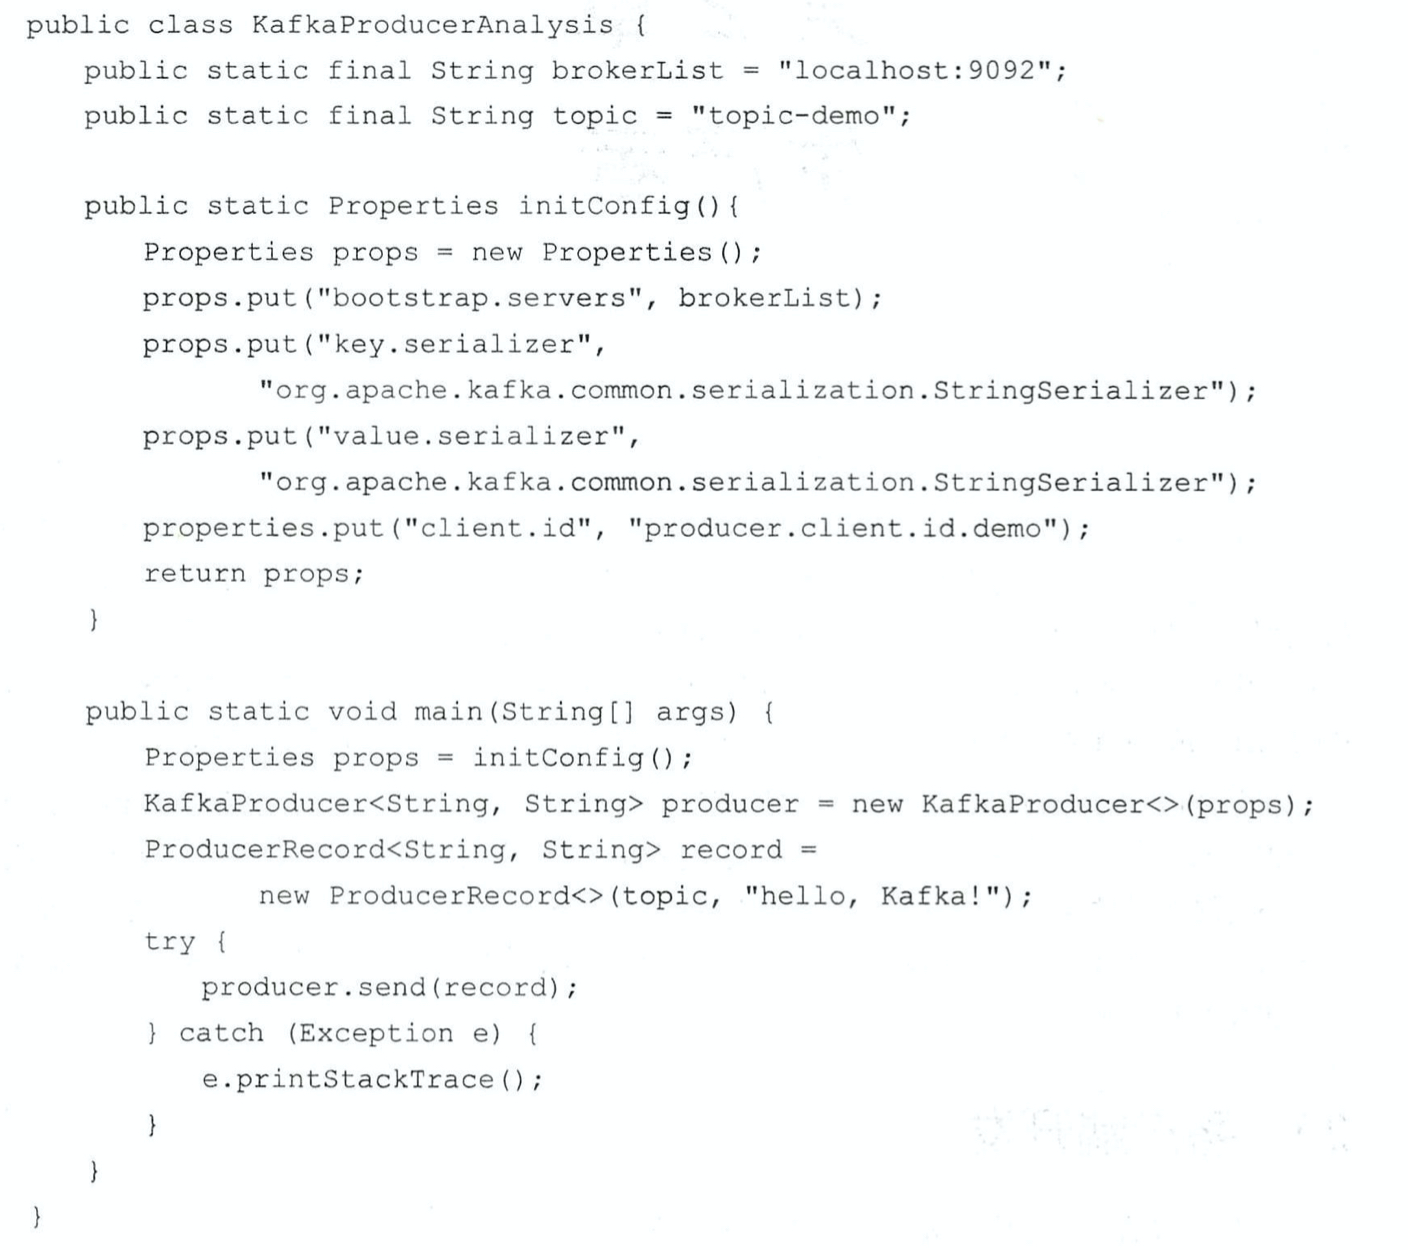 public class KafkaProducerAnalysis {
public static final String brokerList = "localhost:9092";
public static final String topic = "topic-demo";
public static Properties initConfig(){
Properties props = new Properties();
props.put("bootstrap.servers", brokerList);
props.put("key.serializer",
"org.apache.kafka.common.serialization.StringSerializer");
props.put("value.serializer",
"org.apache.kafka.common.serialization.StringSerializer");
properties.put("client.id", "producer.client.id.demo");
return props;
}
public static void main(String[] args) {
Properties props = initConfig();
KafkaProducer<String, String> producer = new KafkaProducer<>(props);
ProducerRecord<String, String> record =
new ProducerRecord<>(topic, "hello, Kafka!");
try {
producer.send(record);
} catch (Exception e) {
e.printStackTrace();
}
}
}